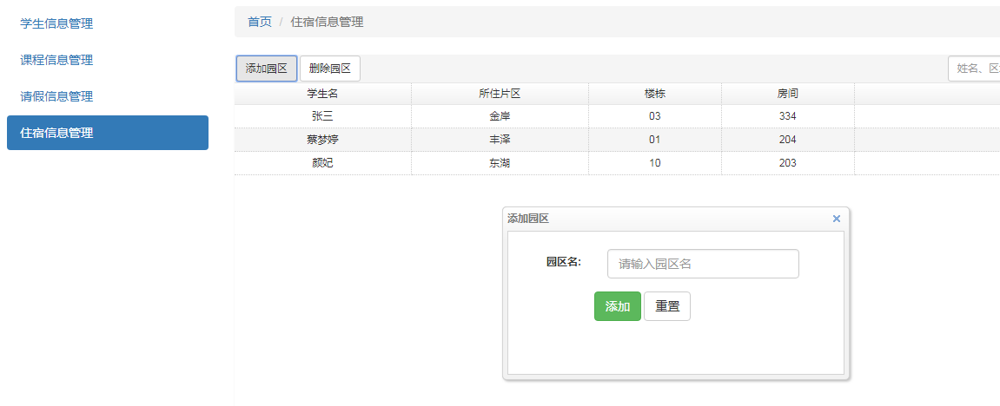 学生信息管理
课程信息管理
请假信息管理
住宿信息管理
首页 / 住宿信息管理
添加园区 删除园区 姓名、区
学生名 所住片区 楼栋 房间
张三 金岸 03 334
蔡梦婷 丰泽 01 204
颜妃 东湖 10 203
添加园区
园区名: 请输入园区名
添加 重置